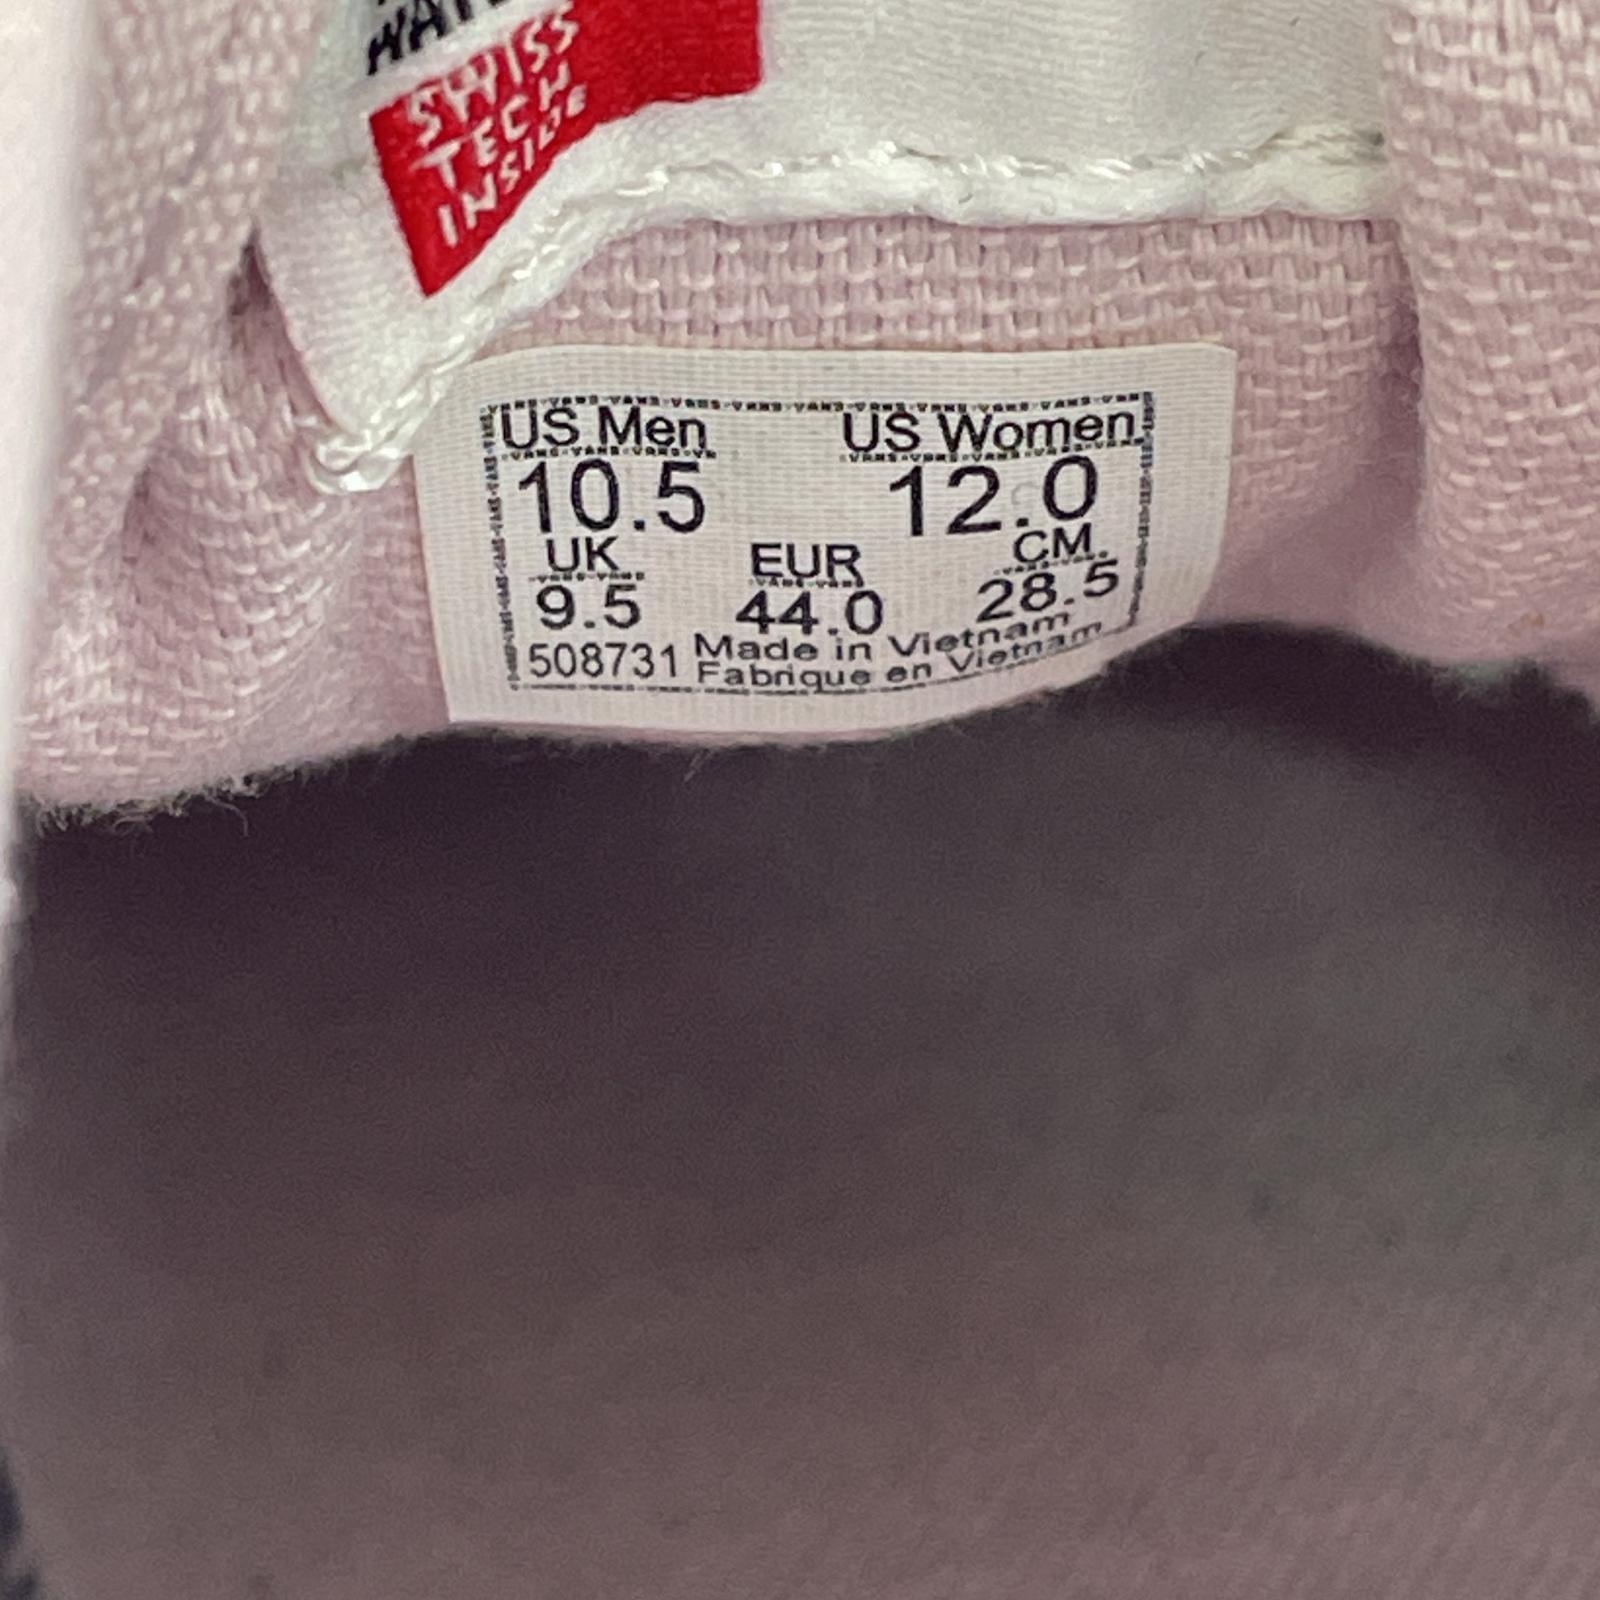 SWISS
TECH
INSIDE
US Men US Women
10.5 12.0
UK EUR CM
9.5 44.0 28.5
508731 Made in Vietnam
Fabrique en Vietnam